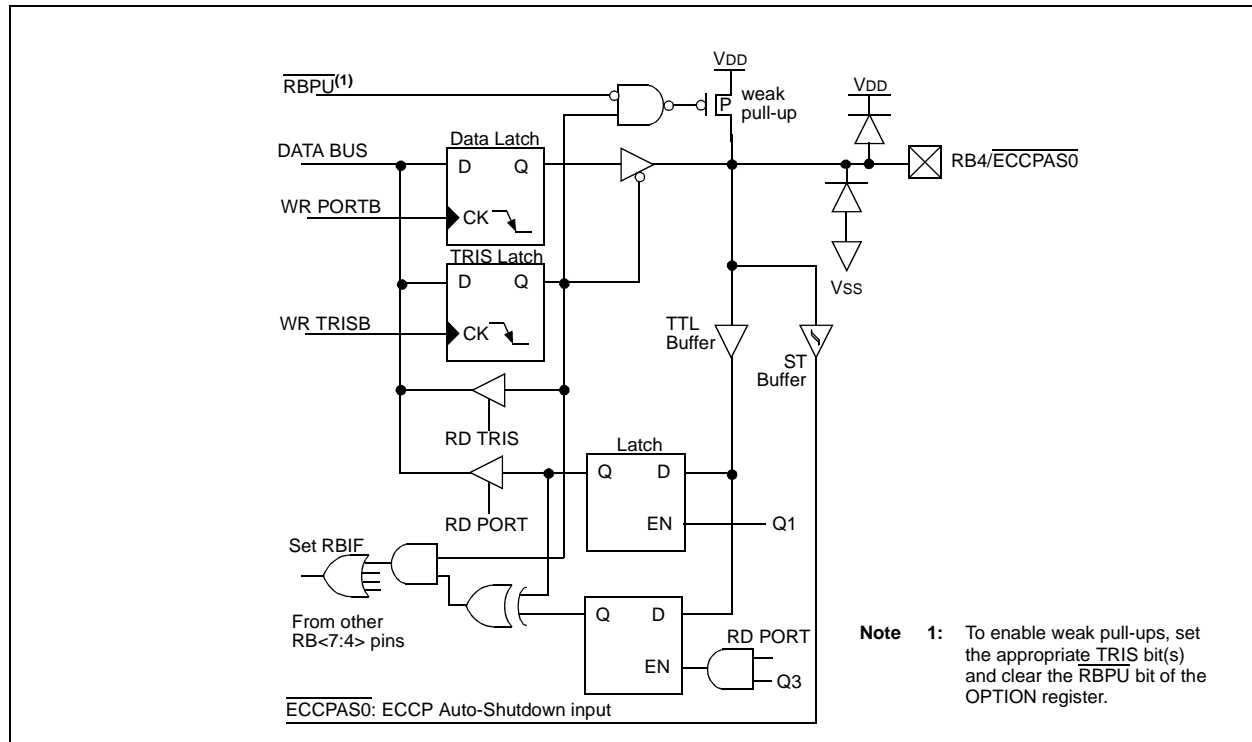 VDD
RBPU(1)
P
weak
pull-up
VDD
DATA BUS
Data Latch
D Q
RB4/ECCPAS0
WR PORTB
CK
TRIS Latch
D Q
VSS
WR TRISB
CK
TTL
Buffer
ST
Buffer
RD TRIS
Latch
Q D
RD PORT
EN
Q1
Set RBIF
From other
RB<7:4> pins
Q D
RD PORT
EN
Q3
ECCPAS0: ECCP Auto-Shutdown input
Note 1: To enable weak pull-ups, set
the appropriate TRIS bit(s)
and clear the RBPU bit of the
OPTION register.